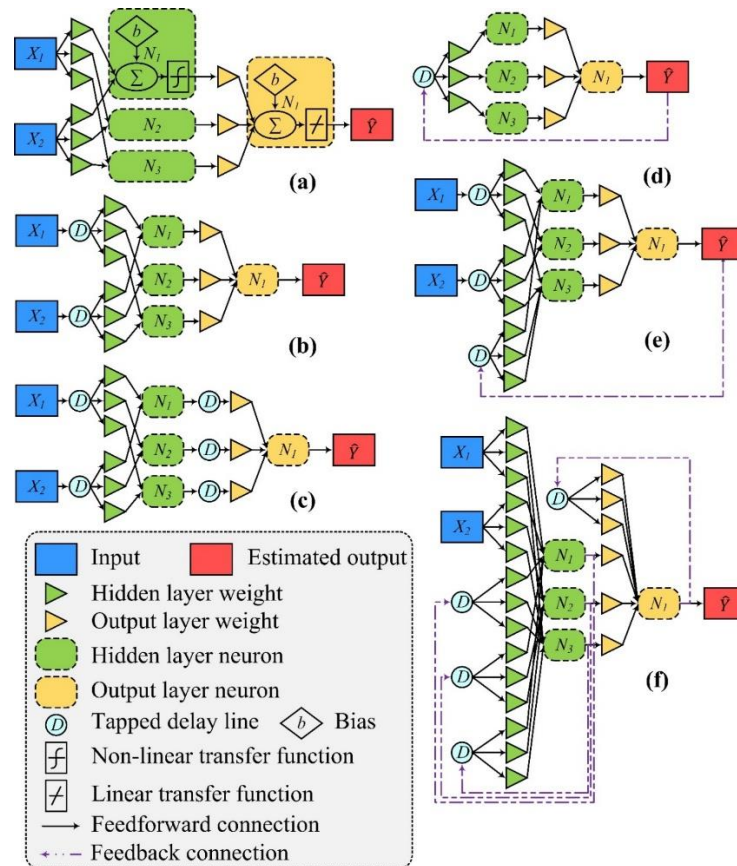 X1
X2
b
N1
Σ
N2
N3
b
N1
Σ
Ŷ
(a)
D
N1
N2
N3
N1
Ŷ
(d)
X1
X2
D
D
N1
N2
N3
N1
Ŷ
(b)
X1
X2
D
D
D
N1
N2
N3
N1
Ŷ
(e)
X1
X2
D
D
N1
N2
N3
D
D
D
N1
Ŷ
(c)
X1
X2
D
D
D
D
N1
N2
N3
N1
Ŷ
(f)
Input
Estimated output
Hidden layer weight
Output layer weight
Hidden layer neuron
Output layer neuron
D Tapped delay line
b Bias
Non-linear transfer function
Linear transfer function
Feedforward connection
Feedback connection